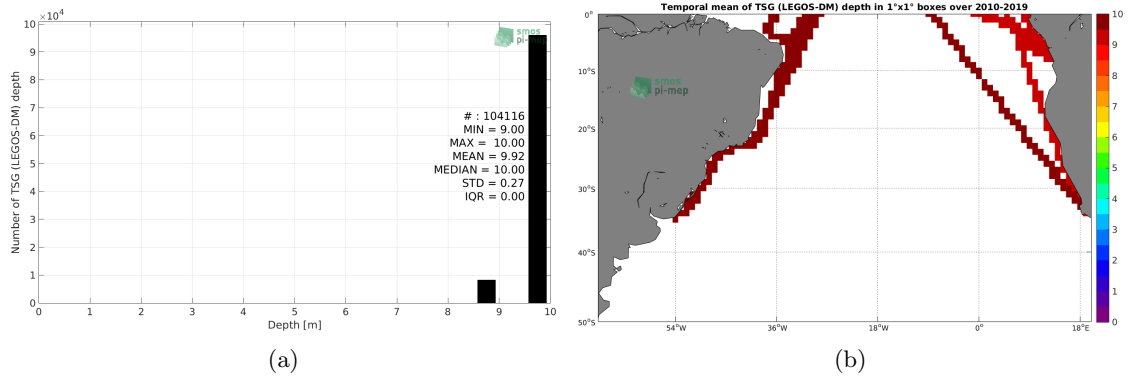 ×10⁴
10
9
8
7
6
5
4
3
2
1
0
Number of TSG (LEGOS-DM) depth
smos
pi-mep
# : 104116
MIN = 9.00
MAX = 10.00
MEAN = 9.92
MEDIAN = 10.00
STD = 0.27
IQR = 0.00
0 1 2 3 4 5 6 7 8 9 10
Depth [m]
(a)
Temporal mean of TSG (LEGOS-DM) depth in 1°x1° boxes over 2010-2019
0°
10°S
20°S
30°S
40°S
50°S
smos
pi-mep
54°W 36°W 18°W 0° 18°E
10
9
8
7
6
5
4
3
2
1
0
(b)